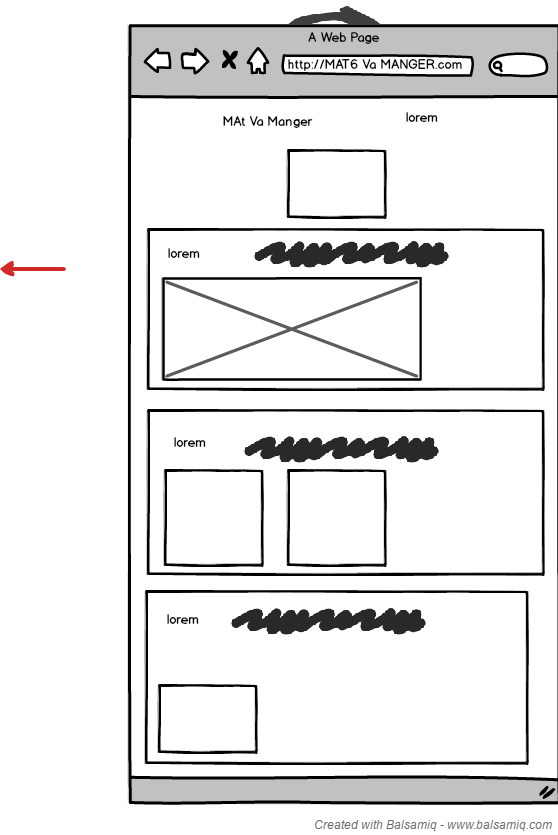 A Web Page
http://MAT6 Va MANGER.com
MAt Va Manger
lorem
lorem
lorem
lorem
Created with Balsamiq - www.balsamiq.com